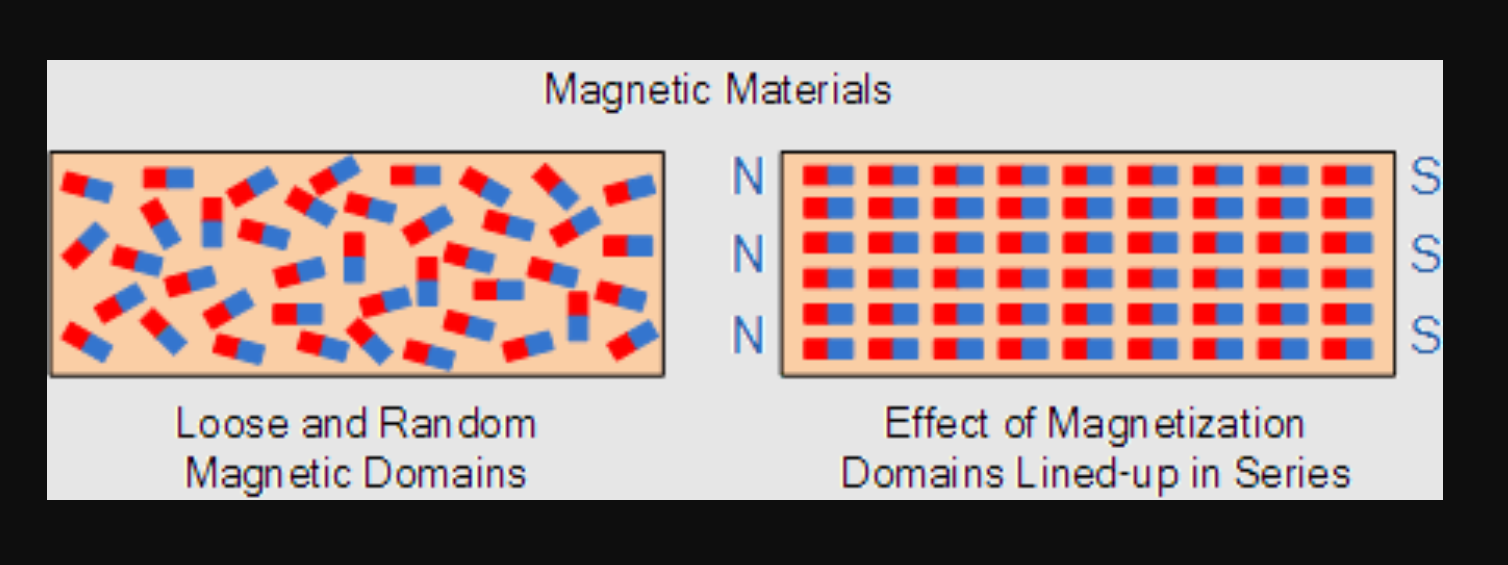 Magnetic Materials
N
S
N
S
N
S
Loose and Random
Magnetic Domains
Effect of Magnetization
Domains Lined-up in Series